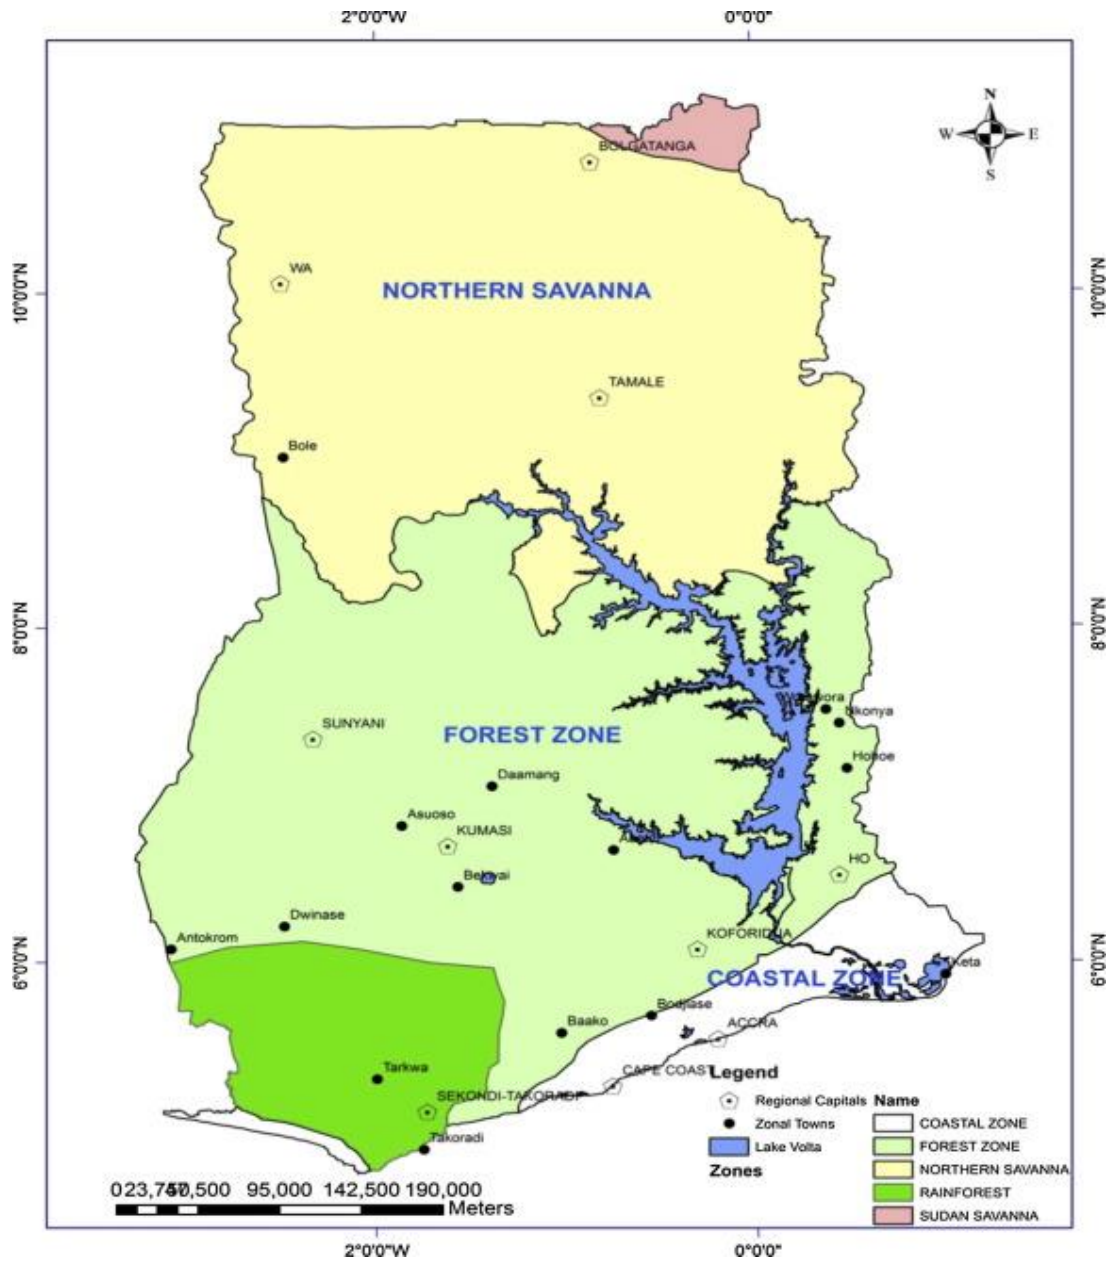 2°0'0"W 0°0'0"
N
W E
S
BOLGATANGA
10°0'0"N
WA
NORTHERN SAVANNA
10°0'0"N
TAMALE
Bole
8°0'0"N
8°0'0"N
Nkonya
SUNYANI
FOREST ZONE
Hohoe
Daamang
Asuoso
KUMASI
HO
Bekwai
Dwinase
KOFORIDUA
Antokrom
6°0'0"N
6°0'0"N
COASTAL ZONE
Keta
Bodjiase
Baako
ACCRA
CAPE COAST
Tarkwa
SEKONDI-TAKORADI
Takoradi
Legend
Regional Capitals
Zonal Towns
Lake Volta
Zones
Name
COASTAL ZONE
FOREST ZONE
NORTHERN SAVANNA
RAINFOREST
SUDAN SAVANNA
95,000 142,500 190,000
Meters
2°0'0"W 0°0'0"